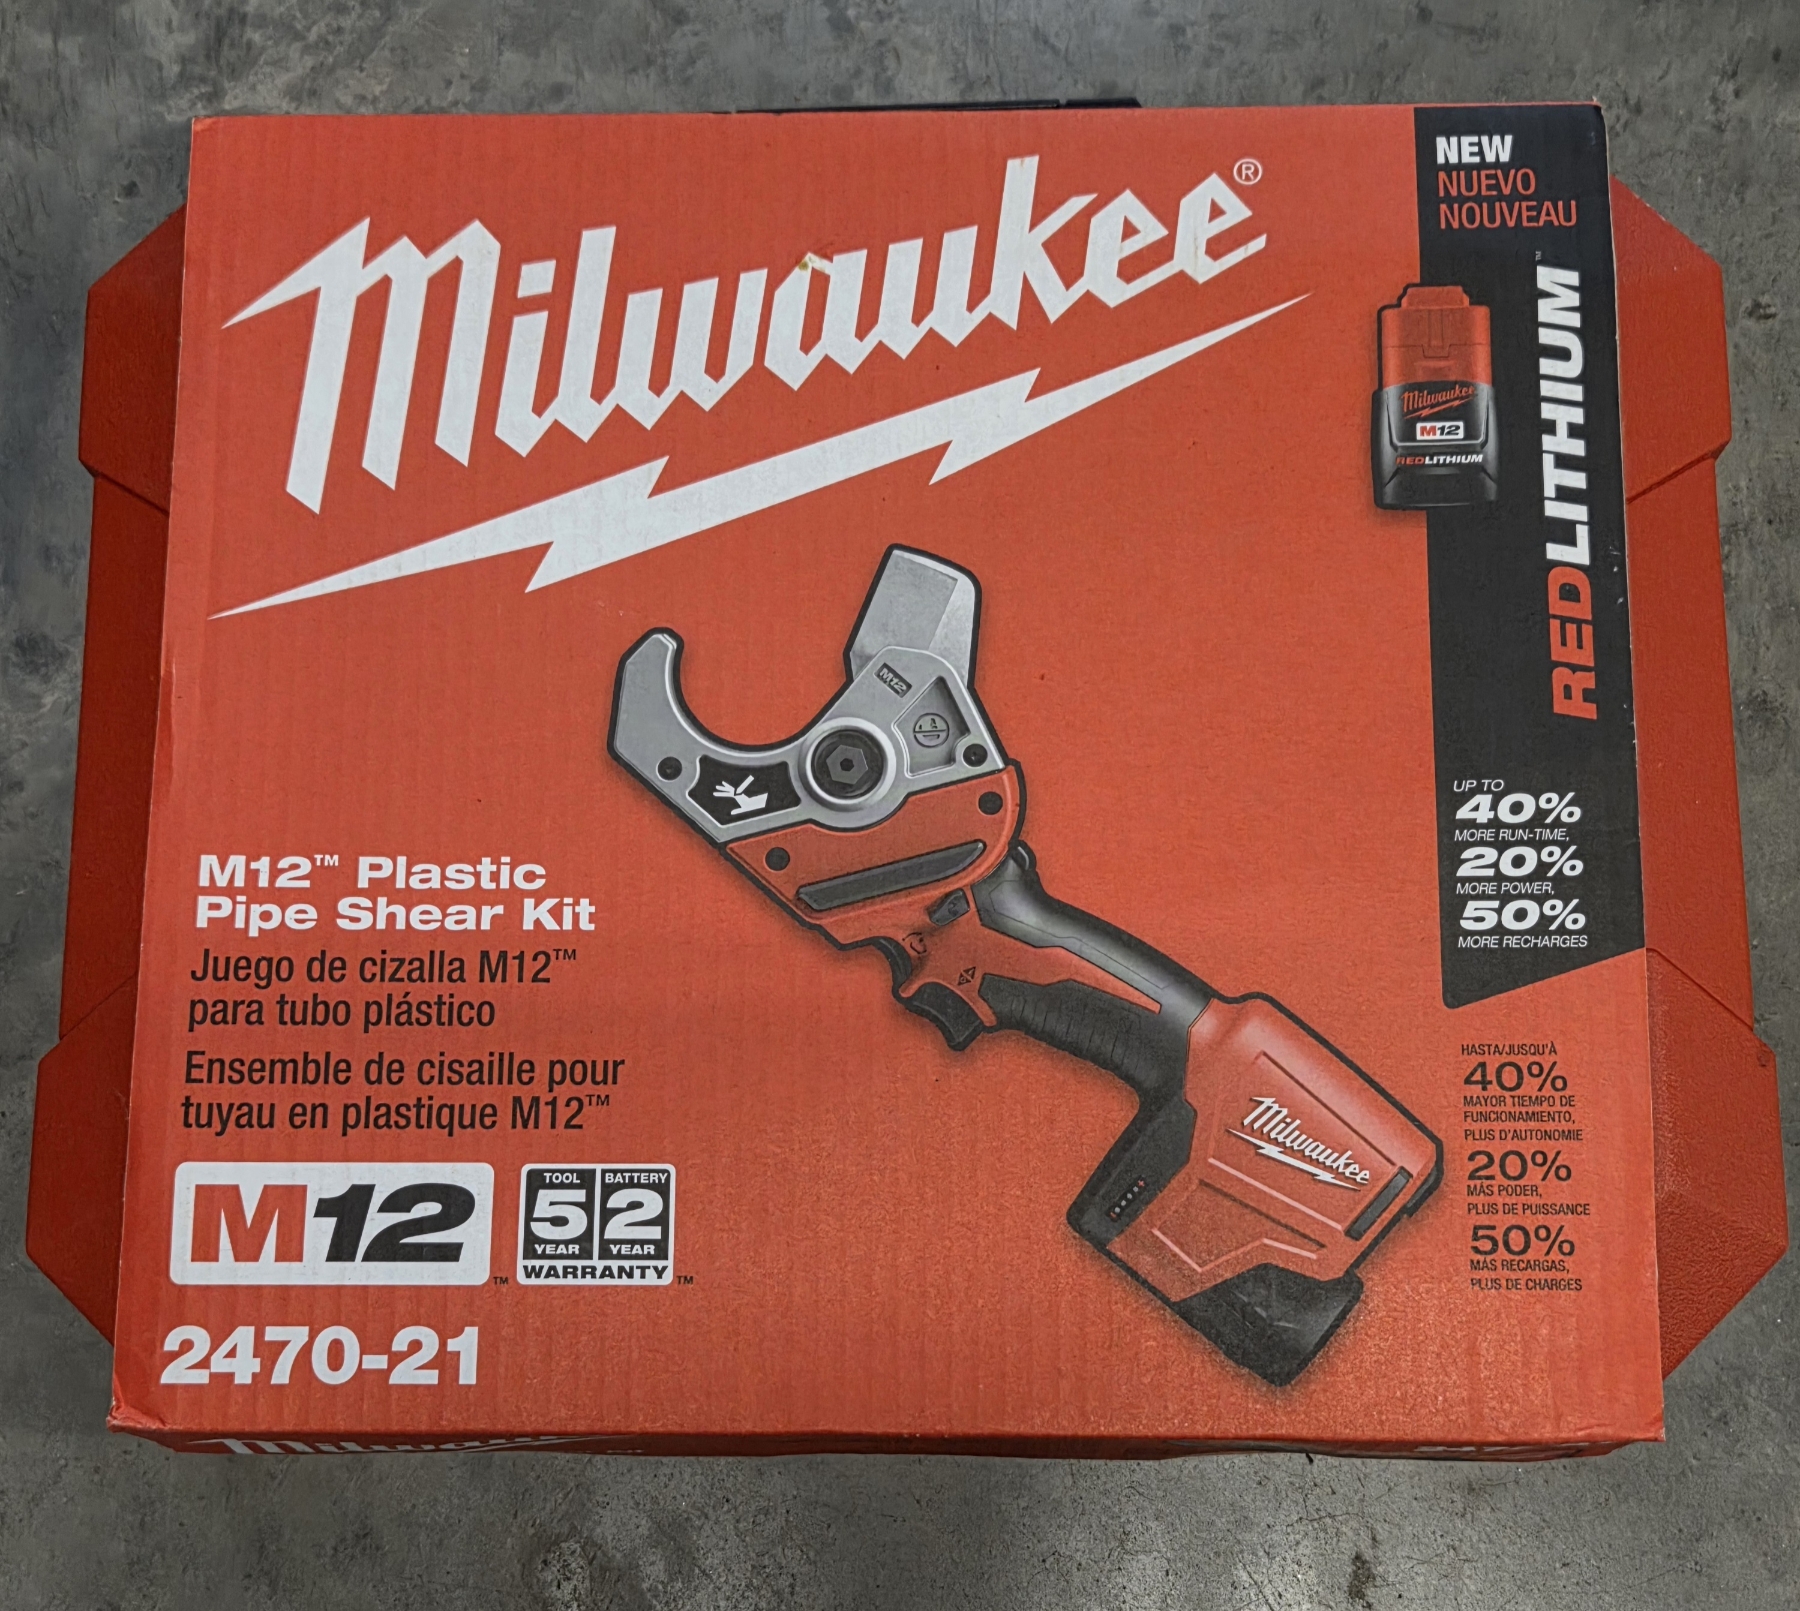 Milwaukee®
NEW
NUEVO
NOUVEAU
REDLITHIUM™
Milwaukee
M12
REDLITHIUM
M12
UP TO
40%
MORE RUN-TIME,
20%
MORE POWER,
50%
MORE RECHARGES
M12™ Plastic
Pipe Shear Kit
Juego de cizalla M12™
para tubo plástico
Ensemble de cisaille pour
tuyau en plastique M12™
HASTA/JUSQU'À
40%
MAYOR TIEMPO DE
FUNCIONAMIENTO,
PLUS D'AUTONOMIE
20%
MÁS PODER,
PLUS DE PUISSANCE
50%
MÁS RECARGAS,
PLUS DE CHARGES
Milwaukee
M12™
TOOL BATTERY
5 2
YEAR YEAR
WARRANTY™
2470-21
Milwaukee